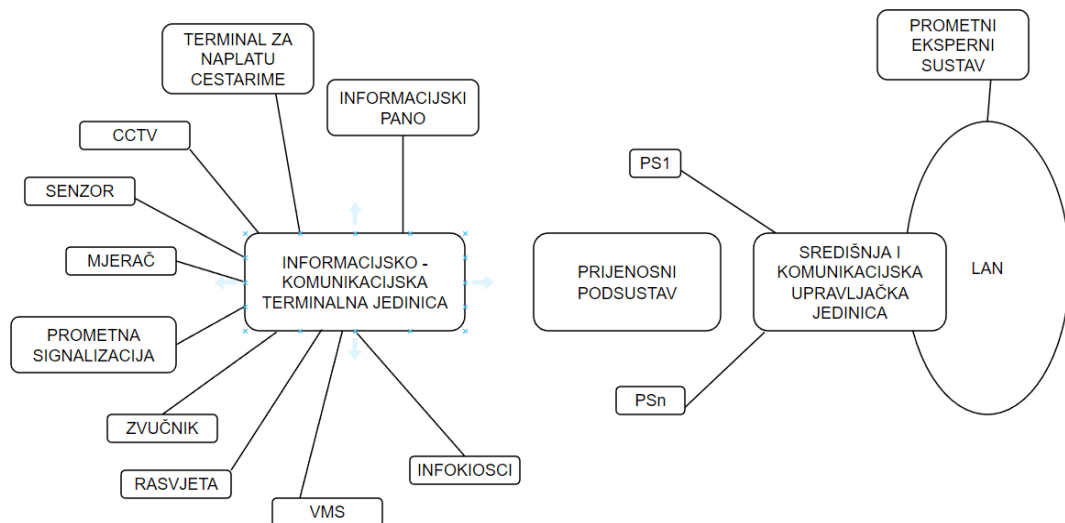 TERMINAL ZA
NAPLATU
CESTARIME
INFORMACIJSKI
PANO
CCTV
SENZOR
MJERAČ
PROMETNA
SIGNALIZACIJA
ZVUČNIK
RASVJETA
VMS
INFOKIOSCI
INFORMACIJSKO -
KOMUNIKACIJSKA
TERMINALNA JEDINICA
PRIJENOSNI
PODSUSTAV
PS1
PSn
SREDIŠNJA I
KOMUNIKACIJSKA
UPRAVLJAČKA
JEDINICA
PROMETNI
EKSPERNI
SUSTAV
LAN